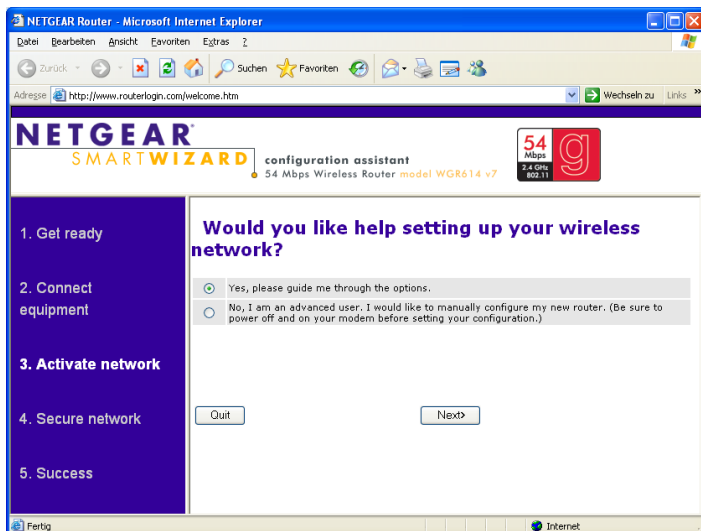 NETGEAR Router - Microsoft Internet Explorer
Datei Bearbeiten Ansicht Favoriten Extras ?
Zurück Suchen Favoriten
Adresse http://www.routerlogin.com/welcome.htm Wechseln zu Links »
NETGEAR
SMARTWIZARD configuration assistant
54 Mbps Wireless Router model WGR614 v7
54
Mbps
2.4 GHz
802.11
g
1. Get ready
2. Connect
equipment
3. Activate network
4. Secure network
5. Success
Would you like help setting up your wireless
network?
Yes, please guide me through the options.
No, I am an advanced user. I would like to manually configure my new router. (Be sure to
power off and on your modem before setting your configuration.)
Quit Next>
Fertig Internet